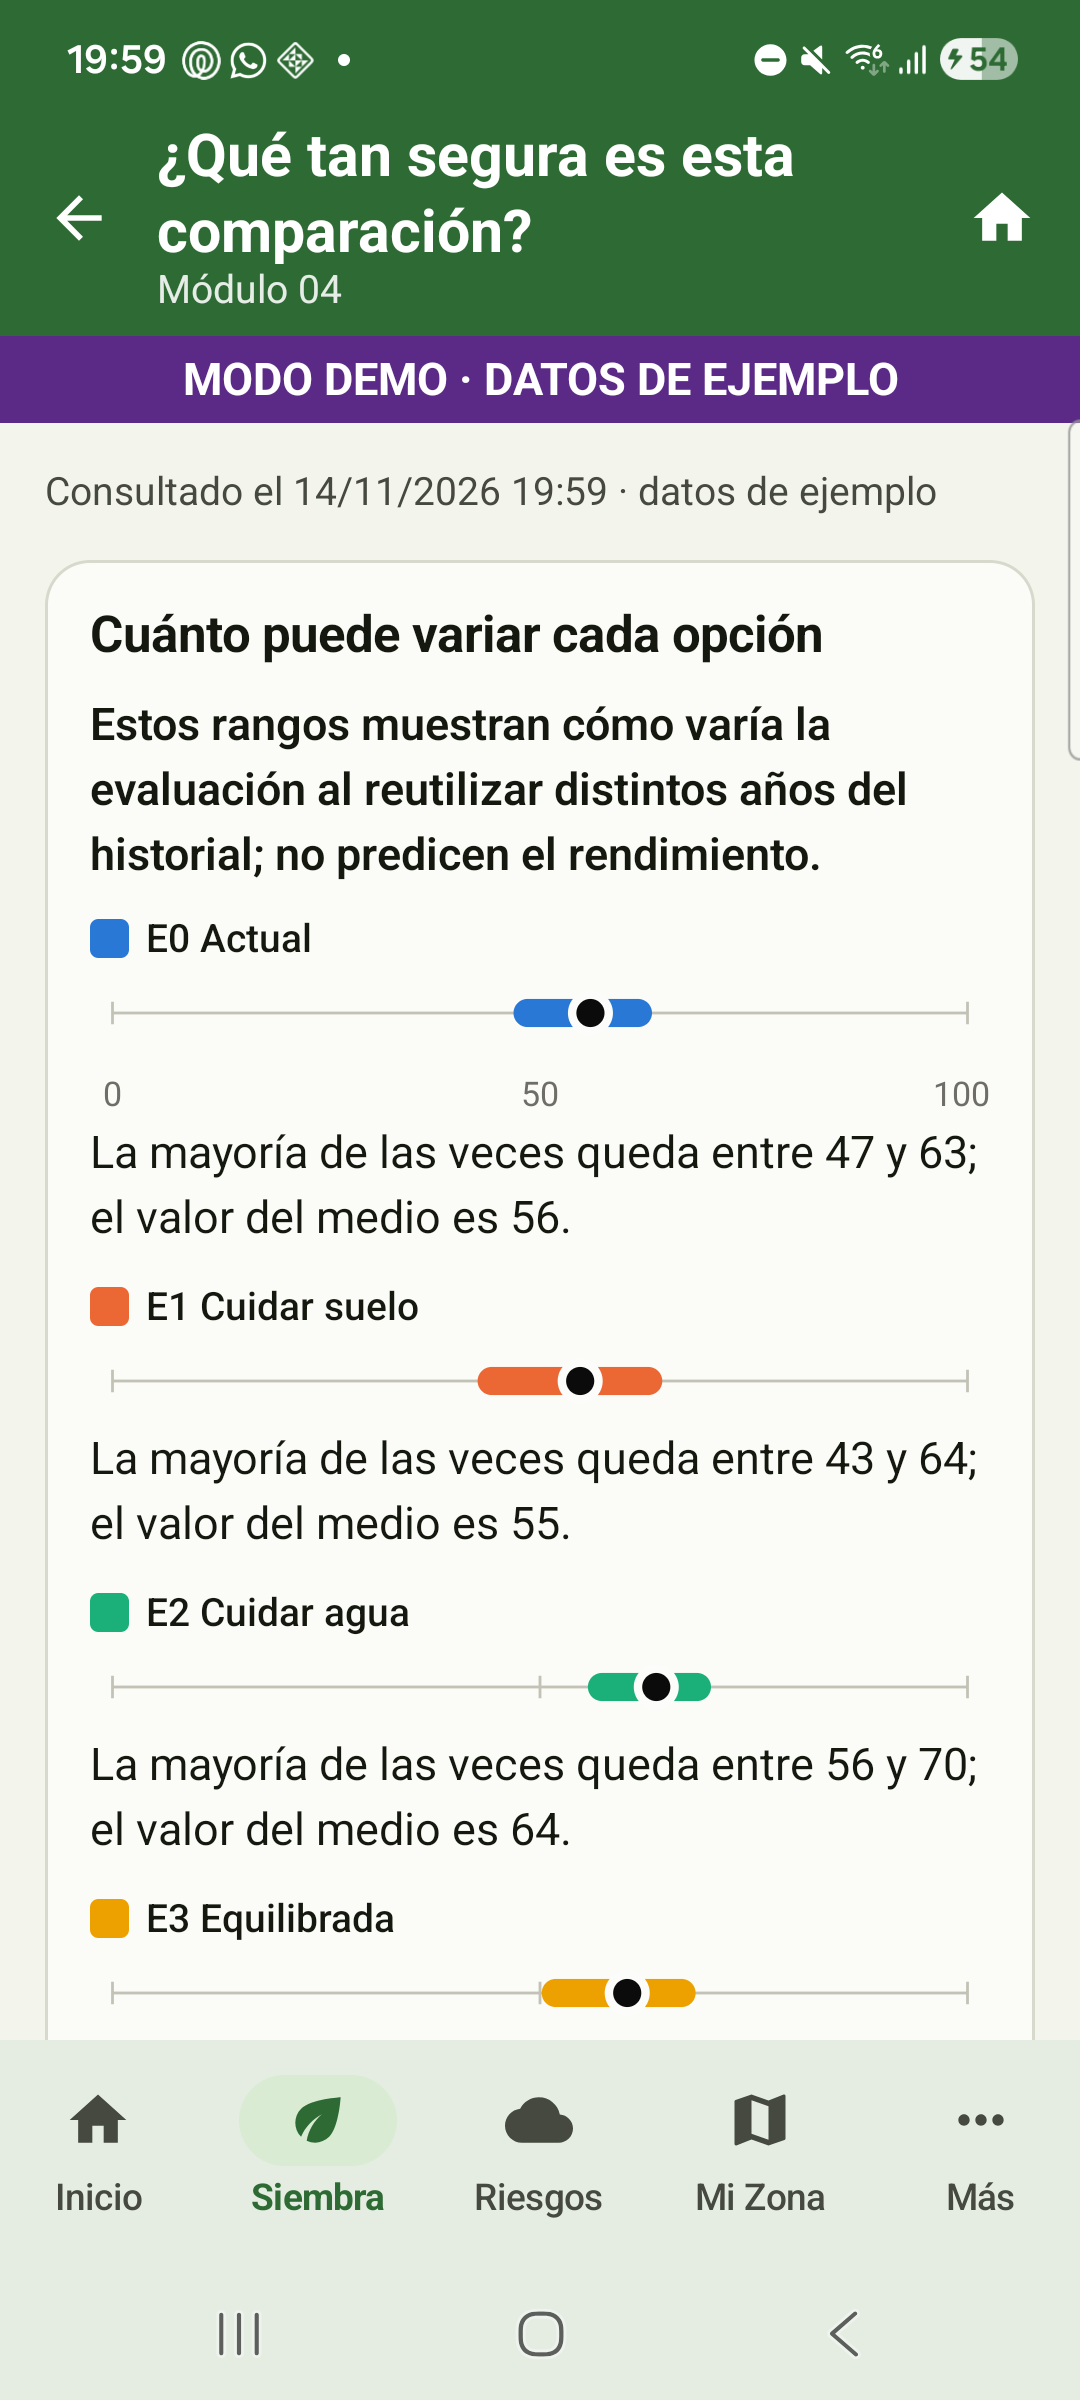 19:59
6
54
¿Qué tan segura es esta
comparación?
Módulo 04
MODO DEMO · DATOS DE EJEMPLO
Consultado el 14/11/2026 19:59 · datos de ejemplo
Cuánto puede variar cada opción
Estos rangos muestran cómo varía la
evaluación al reutilizar distintos años del
historial; no predicen el rendimiento.
E0 Actual
0 50 100
La mayoría de las veces queda entre 47 y 63;
el valor del medio es 56.
E1 Cuidar suelo
La mayoría de las veces queda entre 43 y 64;
el valor del medio es 55.
E2 Cuidar agua
La mayoría de las veces queda entre 56 y 70;
el valor del medio es 64.
E3 Equilibrada
Inicio Siembra Riesgos Mi Zona Más